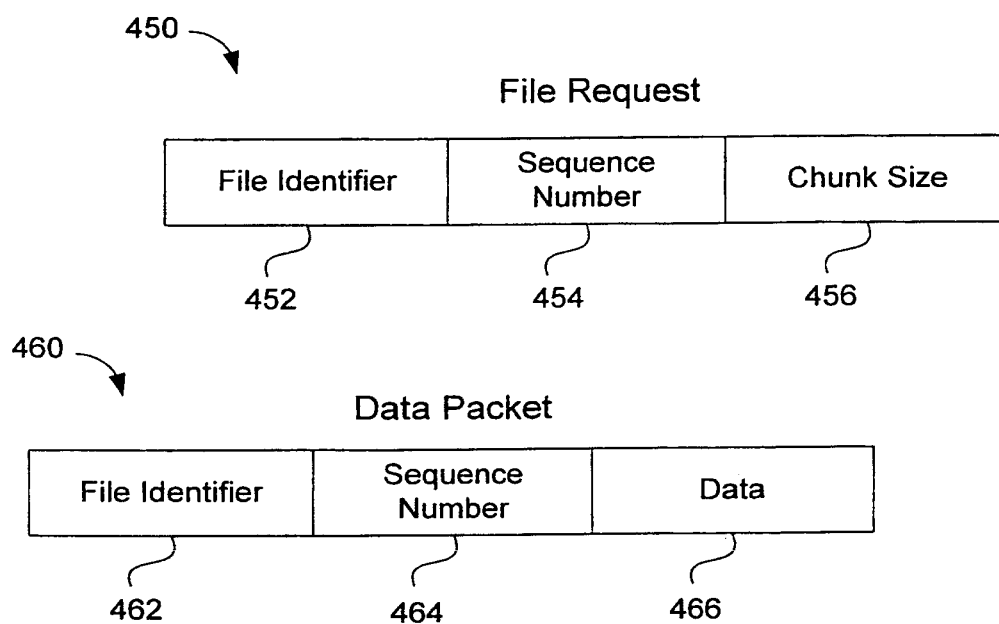 450
File Request
File Identifier
Sequence
Number
Chunk Size
452
454
456
460
Data Packet
File Identifier
Sequence
Number
Data
462
464
466